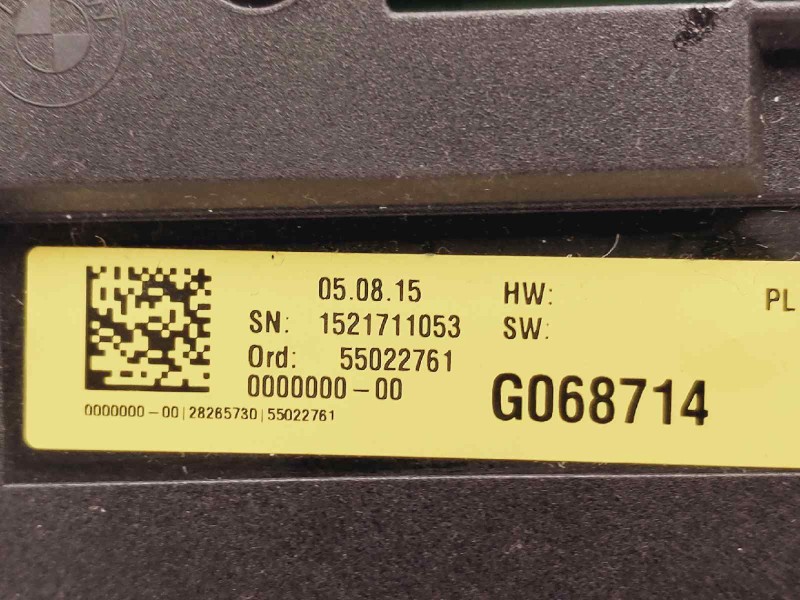 05.08.15 HW: PL
SN: 1521711053 SW:
Ord: 55022761
0000000-00 G068714
0000000-00|28265730|55022761